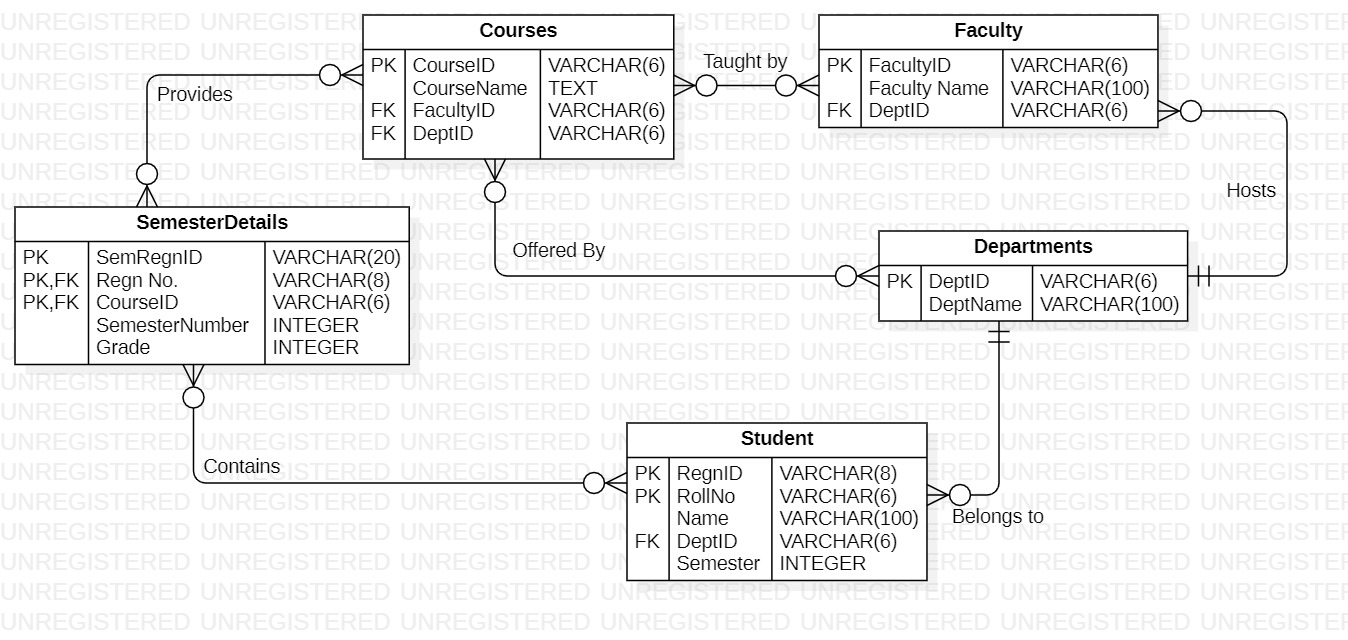 Courses
PK CourseID VARCHAR(6)
CourseName TEXT
FK FacultyID VARCHAR(6)
FK DeptID VARCHAR(6)
Taught by
Faculty
PK FacultyID VARCHAR(6)
Faculty Name VARCHAR(100)
FK DeptID VARCHAR(6)
Provides
Hosts
SemesterDetails
PK SemRegnID VARCHAR(20)
PK,FK Regn No. VARCHAR(8)
PK,FK CourseID VARCHAR(6)
SemesterNumber INTEGER
Grade INTEGER
Offered By
Departments
PK DeptID VARCHAR(6)
DeptName VARCHAR(100)
Contains
Student
PK RegnID VARCHAR(8)
PK RollNo VARCHAR(6)
Name VARCHAR(100)
FK DeptID VARCHAR(6)
Semester INTEGER
Belongs to
UNREGISTERED